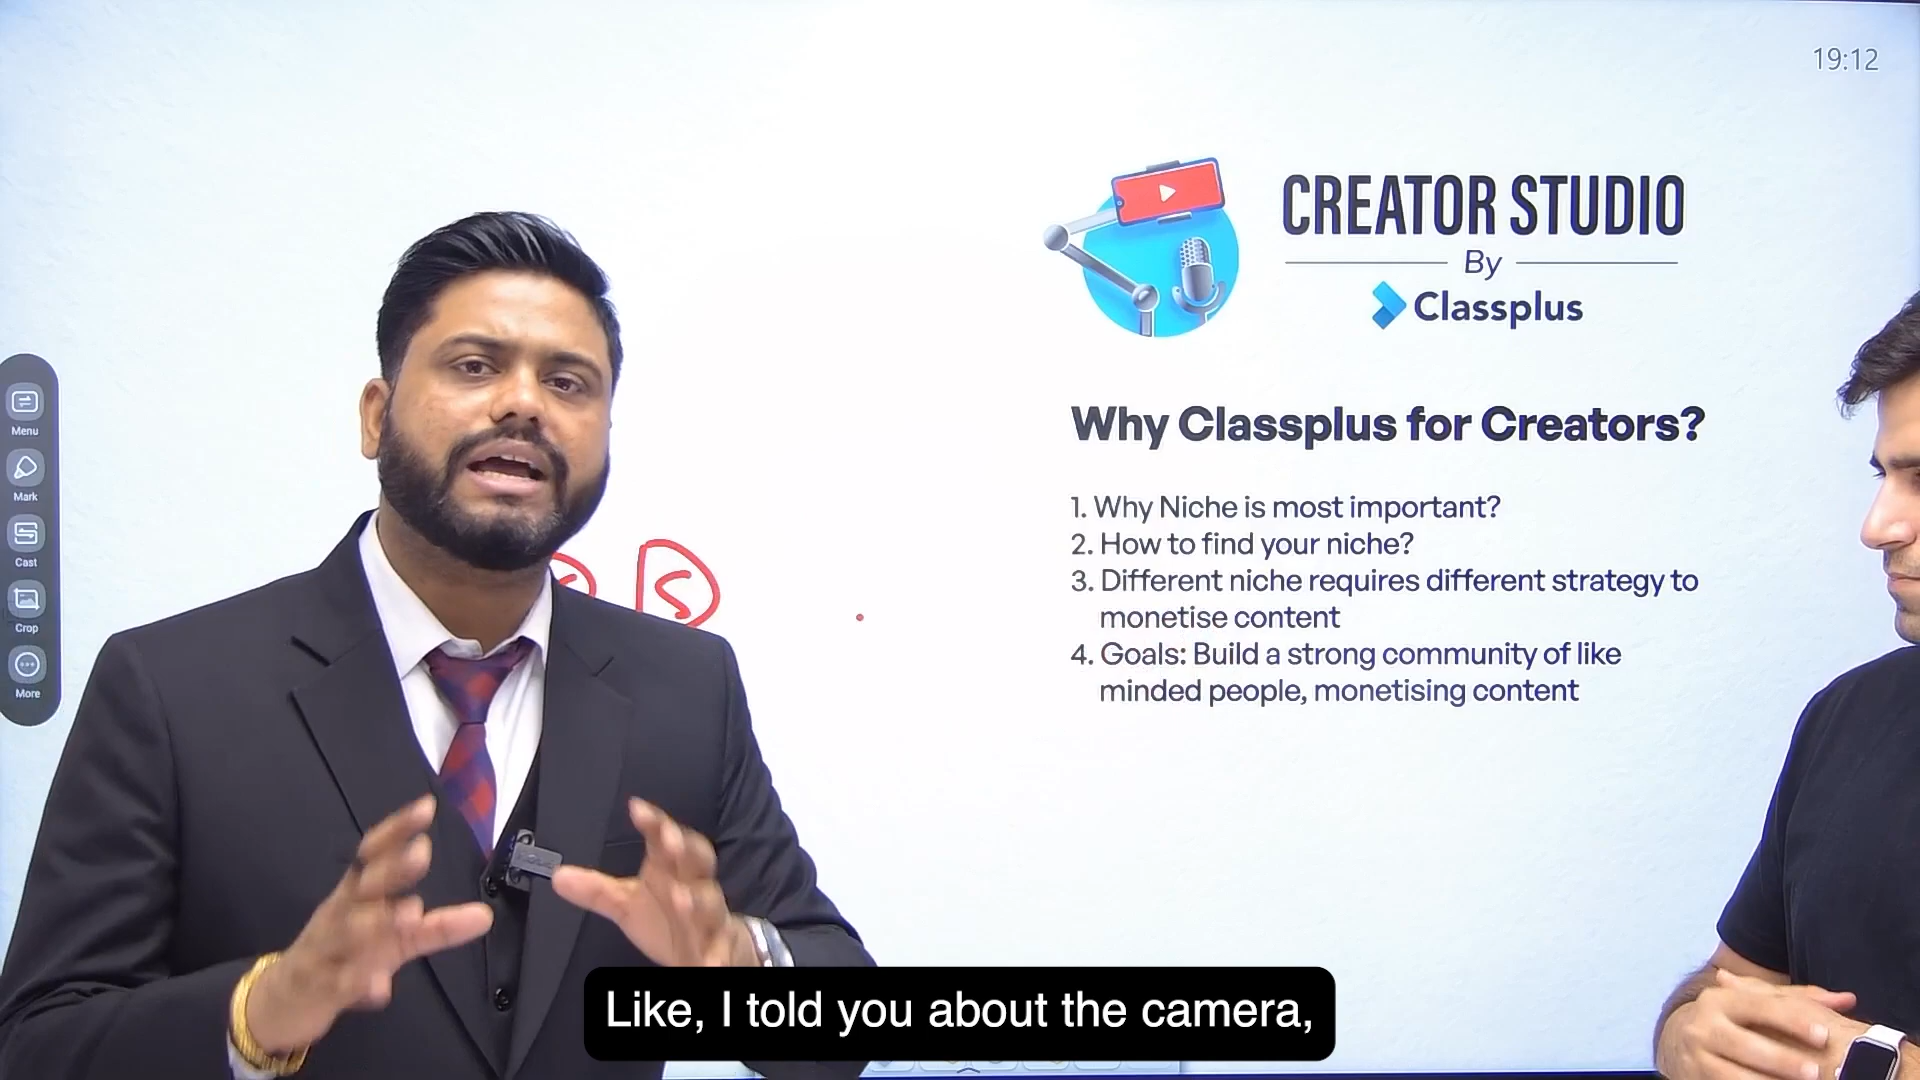 19:12
CREATOR STUDIO
By
Classplus
Why Classplus for Creators?
1. Why Niche is most important?
2. How to find your niche?
3. Different niche requires different strategy to
monetise content
4. Goals: Build a strong community of like
minded people, monetising content
Menu
Mark
Cast
Crop
More
S
Like, I told you about the camera,